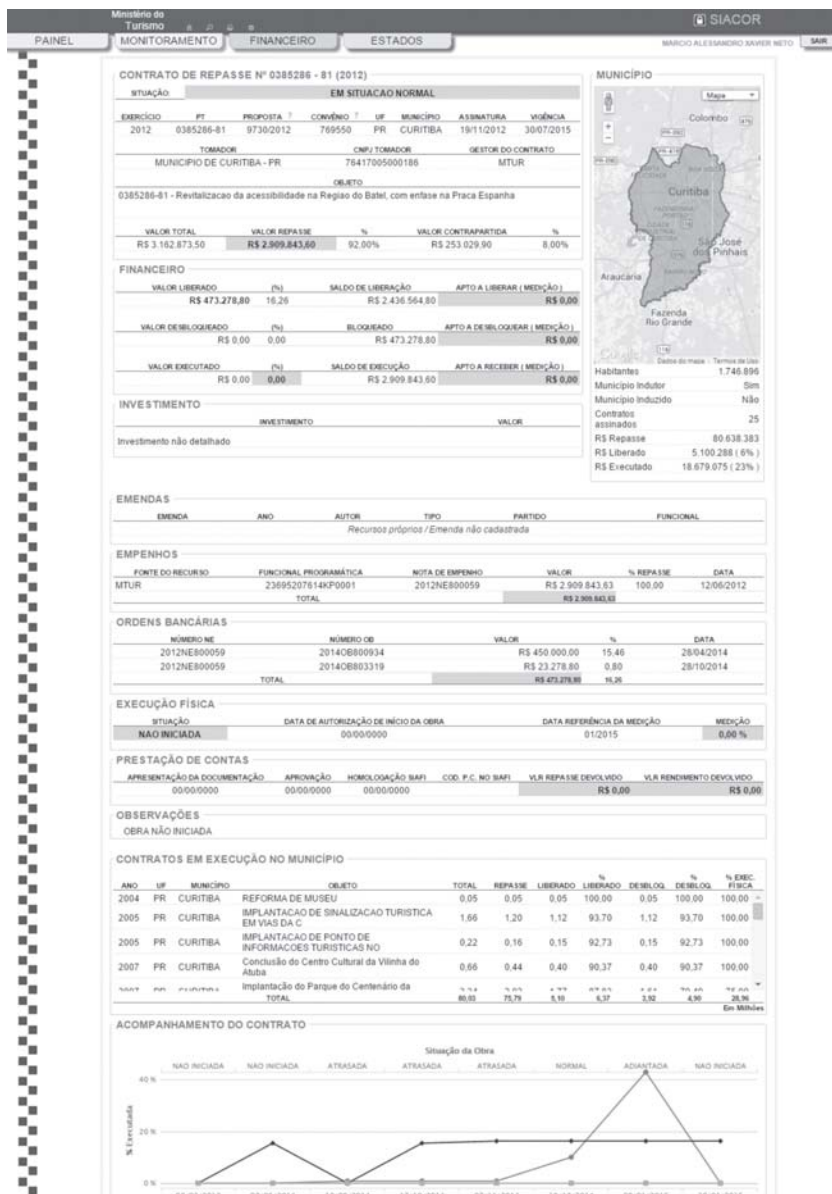 Ministério do
Turismo
SIACOR
PAINEL MONITORAMENTO FINANCEIRO ESTADOS
MARCIO ALESSANDRO XAVIER NETO SAIR
CONTRATO DE REPASSE Nº 0385286 - 81 (2012)
SITUAÇÃO: EM SITUACAO NORMAL
EXERCÍCIO PT PROPOSTA ? CONVÊNIO ? UF MUNICÍPIO ASSINATURA VIGÊNCIA
2012 0385286-81 9730/2012 769550 PR CURITIBA 19/11/2012 30/07/2015
TOMADOR CNPJ TOMADOR GESTOR DO CONTRATO
MUNICIPIO DE CURITIBA - PR 76417005000186 MTUR
OBJETO
0385286-81 - Revitalizacao da acessibilidade na Regiao do Batel, com enfase na Praca Espanha
VALOR TOTAL VALOR REPASSE % VALOR CONTRAPARTIDA %
R$ 3.162.873,50 R$ 2.909.843,60 92,00% R$ 253.029,90 8,00%
FINANCEIRO
VALOR LIBERADO (%) SALDO DE LIBERAÇÃO APTO A LIBERAR ( MEDIÇÃO )
R$ 473.278,80 16,26 R$ 2.436.564,80 R$ 0,00
VALOR DESBLOQUEADO (%) BLOQUEADO APTO A DESBLOQUEAR ( MEDIÇÃO )
R$ 0,00 0,00 R$ 473.278,80 R$ 0,00
VALOR EXECUTADO (%) SALDO DE EXECUÇÃO APTO A RECEBER ( MEDIÇÃO )
R$ 0,00 0,00 R$ 2.909.843,60 R$ 0,00
INVESTIMENTO
INVESTIMENTO VALOR
Investimento não detalhado
MUNICÍPIO
Mapa
Colombo
Curitiba
São José
dos Pinhais
Araucaria
Fazenda
Rio Grande
Dados do mapa Termos de Uso
Habitantes 1.746.896
Município Indutor Sim
Município Induzido Não
Contratos
assinados 25
R$ Repasse 80.638.383
R$ Liberado 5.100.288 ( 6% )
R$ Executado 18.679.075 ( 23% )
EMENDAS
EMENDA ANO AUTOR TIPO PARTIDO FUNCIONAL
Recursos próprios / Emenda não cadastrada
EMPENHOS
FONTE DO RECURSO FUNCIONAL PROGRAMÁTICA NOTA DE EMPENHO VALOR % REPASSE DATA
MTUR 23695207614KP0001 2012NE800059 R$ 2.909.843,63 100,00 12/06/2012
TOTAL R$ 2.909.843,63
ORDENS BANCÁRIAS
NÚMERO NE NÚMERO OB VALOR % DATA
2012NE800059 2014OB800934 R$ 450.000,00 15,46 28/04/2014
2012NE800059 2014OB803319 R$ 23.278,80 0,80 28/10/2014
TOTAL R$ 473.278,80 16,26
EXECUÇÃO FÍSICA
SITUAÇÃO DATA DE AUTORIZAÇÃO DE INÍCIO DA OBRA DATA REFERÊNCIA DA MEDIÇÃO MEDIÇÃO
NAO INICIADA 00/00/0000 01/2015 0,00 %
PRESTAÇÃO DE CONTAS
APRESENTAÇÃO DA DOCUMENTAÇÃO APROVAÇÃO HOMOLOGAÇÃO SIAFI COD. P.C. NO SIAFI VLR REPASSE DEVOLVIDO VLR RENDIMENTO DEVOLVIDO
00/00/0000 00/00/0000 00/00/0000 R$ 0,00 R$ 0,00
OBSERVAÇÕES
OBRA NÃO INICIADA
CONTRATOS EM EXECUÇÃO NO MUNICÍPIO
ANO UF MUNICÍPIO OBJETO TOTAL REPASSE LIBERADO % LIBERADO DESBLOQ. % DESBLOQ. % EXEC. FÍSICA
2004 PR CURITIBA REFORMA DE MUSEU 0,05 0,05 0,05 100,00 0,05 100,00 100,00
2005 PR CURITIBA IMPLANTACAO DE SINALIZACAO TURISTICA EM VIAS DA C 1,66 1,20 1,12 93,70 1,12 93,70 100,00
2005 PR CURITIBA IMPLANTACAO DE PONTO DE INFORMACOES TURISTICAS NO 0,22 0,16 0,15 92,73 0,15 92,73 100,00
2007 PR CURITIBA Conclusão do Centro Cultural da Vilinha do Atuba 0,66 0,44 0,40 90,37 0,40 90,37 100,00
Implantação do Parque do Centenário da
TOTAL 80,03 75,79 5,10 6,37 3,92 4,90 28,96
Em Milhões
ACOMPANHAMENTO DO CONTRATO
Situação da Obra
NAO INICIADA NAO INICIADA ATRASADA ATRASADA ATRASADA NORMAL ADIANTADA NAO INICIADA
40 %
20 %
0 %
% Executada